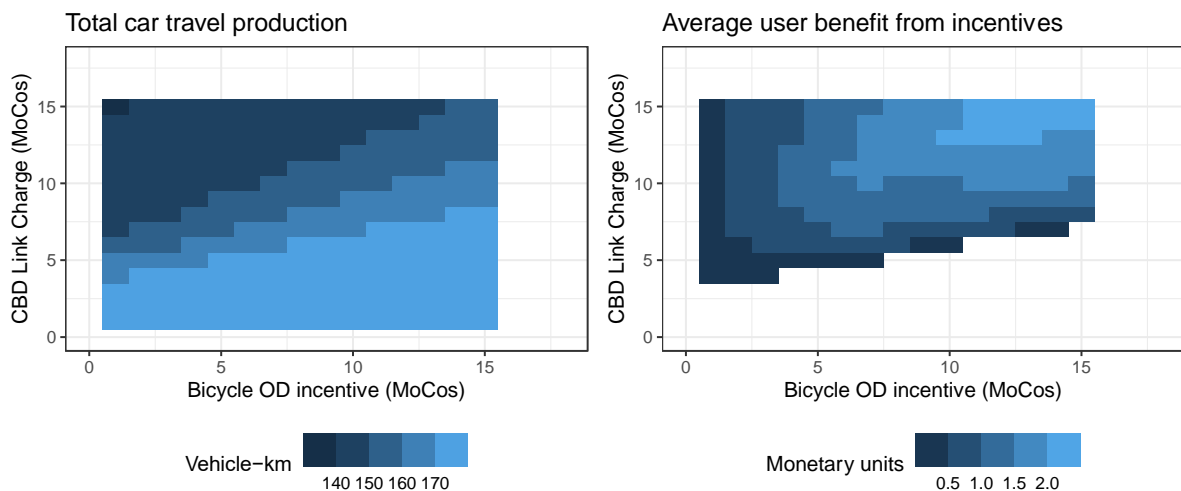 Total car travel production
CBD Link Charge (MoCos)
15
10
5
0
0 5 10 15
Bicycle OD incentive (MoCos)
Vehicle−km
140 150 160 170
Average user benefit from incentives
CBD Link Charge (MoCos)
15
10
5
0
0 5 10 15
Bicycle OD incentive (MoCos)
Monetary units
0.5 1.0 1.5 2.0